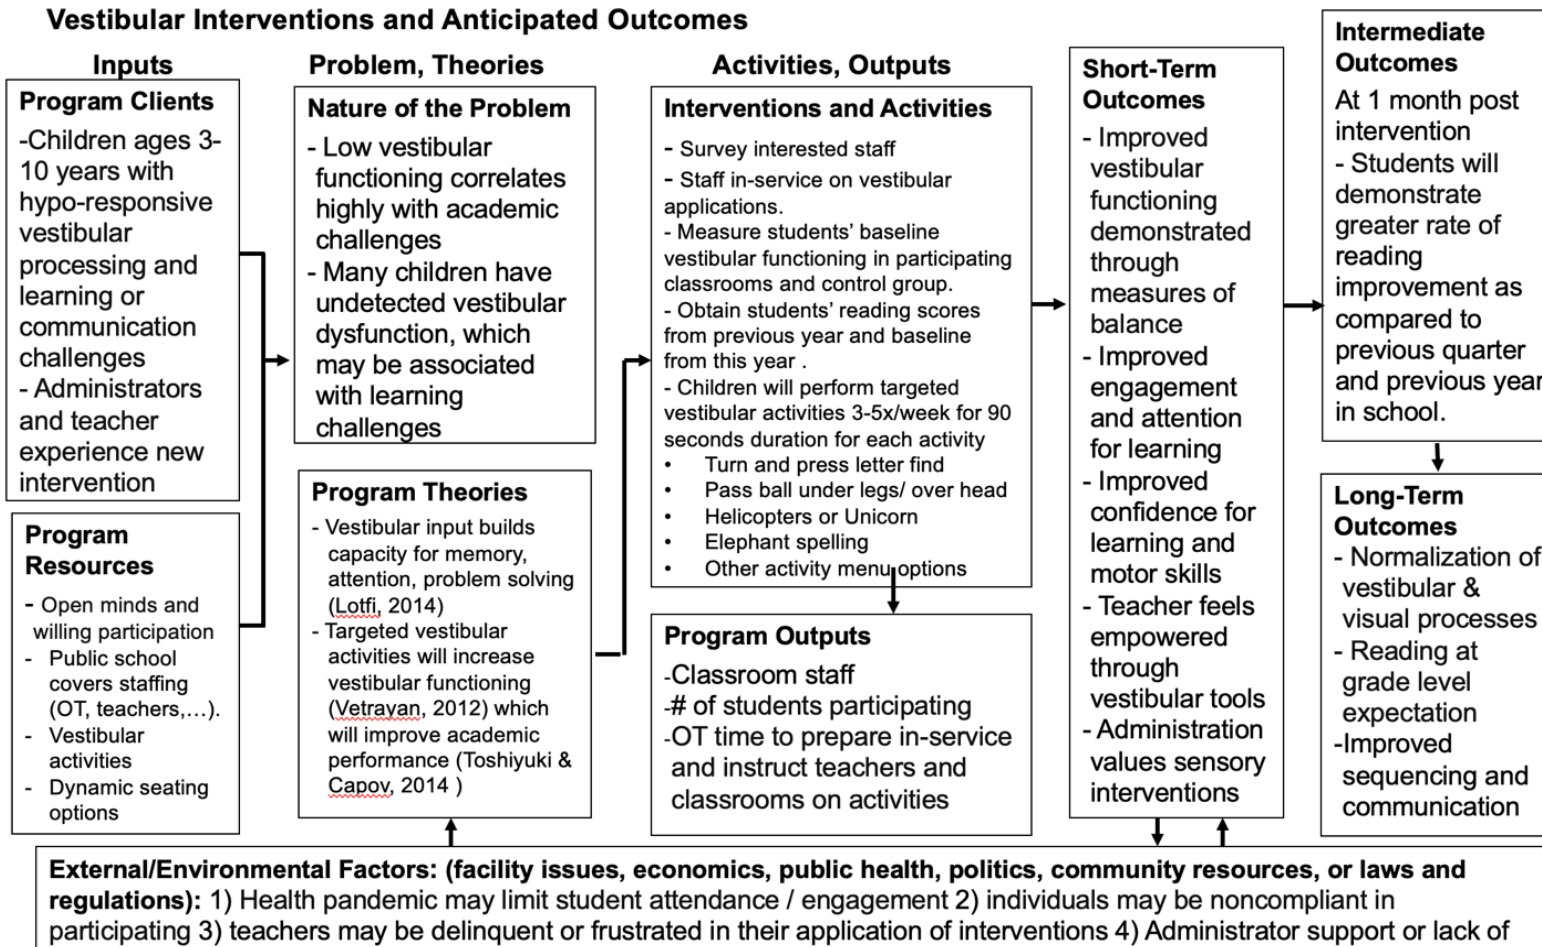 Vestibular Interventions and Anticipated Outcomes
Inputs
Program Clients
-Children ages 3-
10 years with
hypo-responsive
vestibular
processing and
learning or
communication
challenges
- Administrators
and teacher
experience new
intervention
Program
Resources
- Open minds and
willing participation
- Public school
covers staffing
(OT, teachers,...).
- Vestibular
activities
- Dynamic seating
options
Problem, Theories
Nature of the Problem
- Low vestibular
functioning correlates
highly with academic
challenges
- Many children have
undetected vestibular
dysfunction, which
may be associated
with learning
challenges
Program Theories
- Vestibular input builds
capacity for memory,
attention, problem solving
(Lotfi, 2014)
- Targeted vestibular
activities will increase
vestibular functioning
(Vetrayan, 2012) which
will improve academic
performance (Toshiyuki &
Capov, 2014 )
Activities, Outputs
Interventions and Activities
- Survey interested staff
- Staff in-service on vestibular
applications.
- Measure students' baseline
vestibular functioning in participating
classrooms and control group.
- Obtain students' reading scores
from previous year and baseline
from this year .
- Children will perform targeted
vestibular activities 3-5x/week for 90
seconds duration for each activity
• Turn and press letter find
• Pass ball under legs/ over head
• Helicopters or Unicorn
• Elephant spelling
• Other activity menu options
Program Outputs
-Classroom staff
-# of students participating
-OT time to prepare in-service
and instruct teachers and
classrooms on activities
Short-Term
Outcomes
- Improved
vestibular
functioning
demonstrated
through
measures of
balance
- Improved
engagement
and attention
for learning
- Improved
confidence for
learning and
motor skills
- Teacher feels
empowered
through
vestibular tools
- Administration
values sensory
interventions
Intermediate
Outcomes
At 1 month post
intervention
- Students will
demonstrate
greater rate of
reading
improvement as
compared to
previous quarter
and previous year
in school.
Long-Term
Outcomes
- Normalization of
vestibular &
visual processes
- Reading at
grade level
expectation
-Improved
sequencing and
communication
External/Environmental Factors: (facility issues, economics, public health, politics, community resources, or laws and
regulations): 1) Health pandemic may limit student attendance / engagement 2) individuals may be noncompliant in
participating 3) teachers may be delinquent or frustrated in their application of interventions 4) Administrator support or lack of